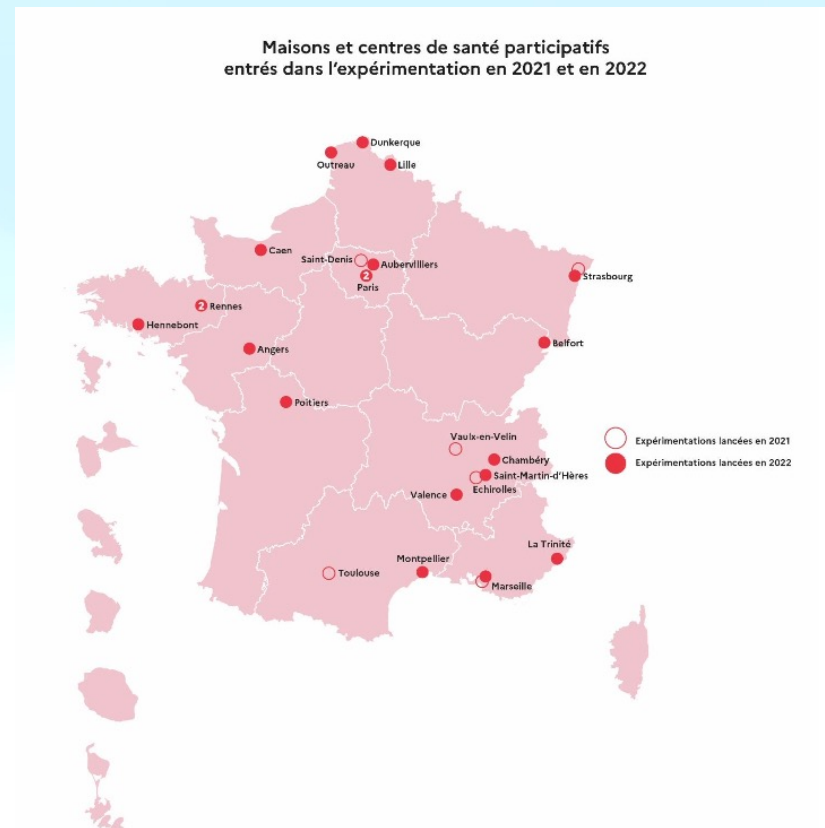 Maisons et centres de santé participatifs
entrés dans l'expérimentation en 2021 et en 2022
Dunkerque
Outreau
Lille
Caen
Saint-Denis
Aubervilliers
2
Paris
Strasbourg
2 Rennes
Hennebont
Angers
Belfort
Poitiers
Vaulx-en-Velin
Expérimentations lancées en 2021
Chambéry
Expérimentations lancées en 2022
Saint-Martin-d'Hères
Echirolles
Valence
La Trinité
Montpellier
Toulouse
Marseille